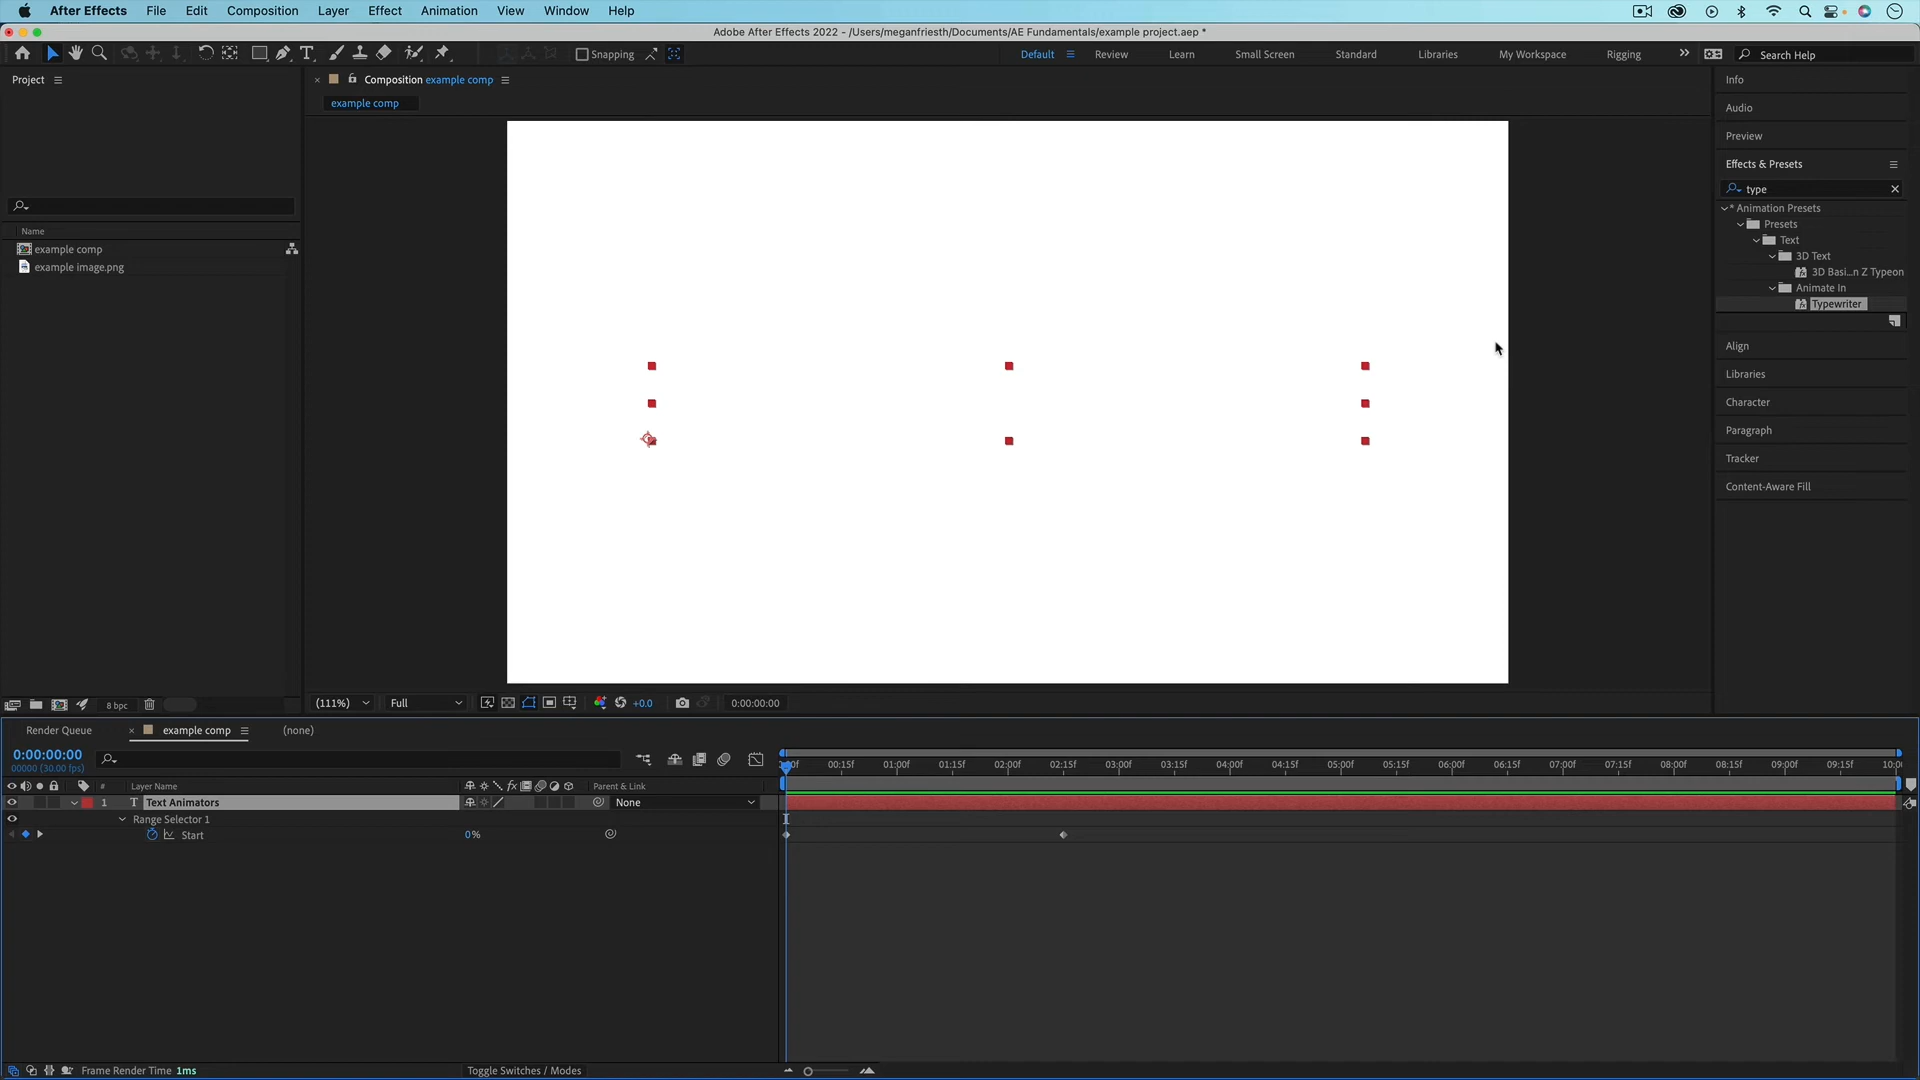 After Effects File Edit Composition Layer Effect Animation View Window Help
Adobe After Effects 2022 - /Users/meganfriesth/Documents/AE Fundamentals/example project.aep *
Snapping Default Review Learn Small Screen Standard Libraries My Workspace Rigging Search Help
Project
Composition example comp
example comp
Name
example comp
example image.png
8 bpc
(111%) Full +0.0 0:00:00:00
Info
Audio
Preview
Effects & Presets
type
* Animation Presets
Presets
Text
3D Text
3D Basi...n Z Typeon
Animate In
Typewriter
Align
Libraries
Character
Paragraph
Tracker
Content-Aware Fill
Render Queue example comp (none)
0:00:00:00
00000 (30.00 fps)
:00f 00:15f 01:00f 01:15f 02:00f 02:15f 03:00f 03:15f 04:00f 04:15f 05:00f 05:15f 06:00f 06:15f 07:00f 07:15f 08:00f 08:15f 09:00f 09:15f 10:0
# Layer Name fx Parent & Link
1 T Text Animators None
Range Selector 1
Start 0%
Frame Render Time 1ms Toggle Switches / Modes